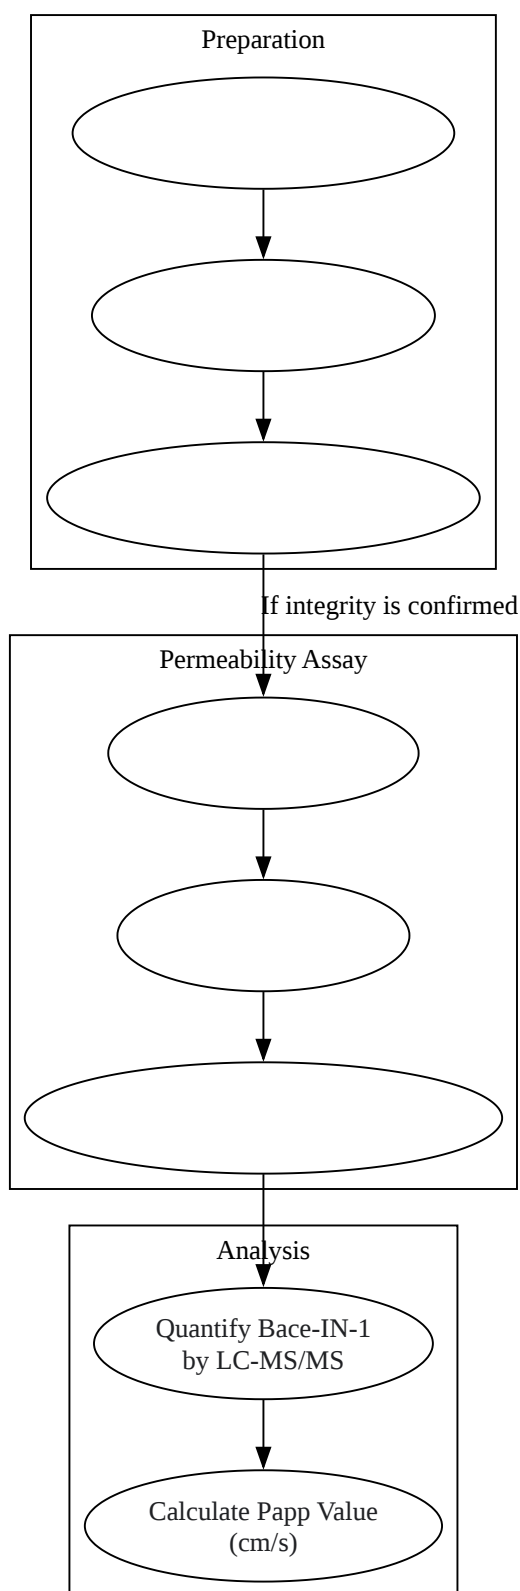 Preparation
If integrity is confirmed
Permeability Assay
Analysis
Quantify Bace-IN-1
by LC-MS/MS
Calculate Papp Value
(cm/s)